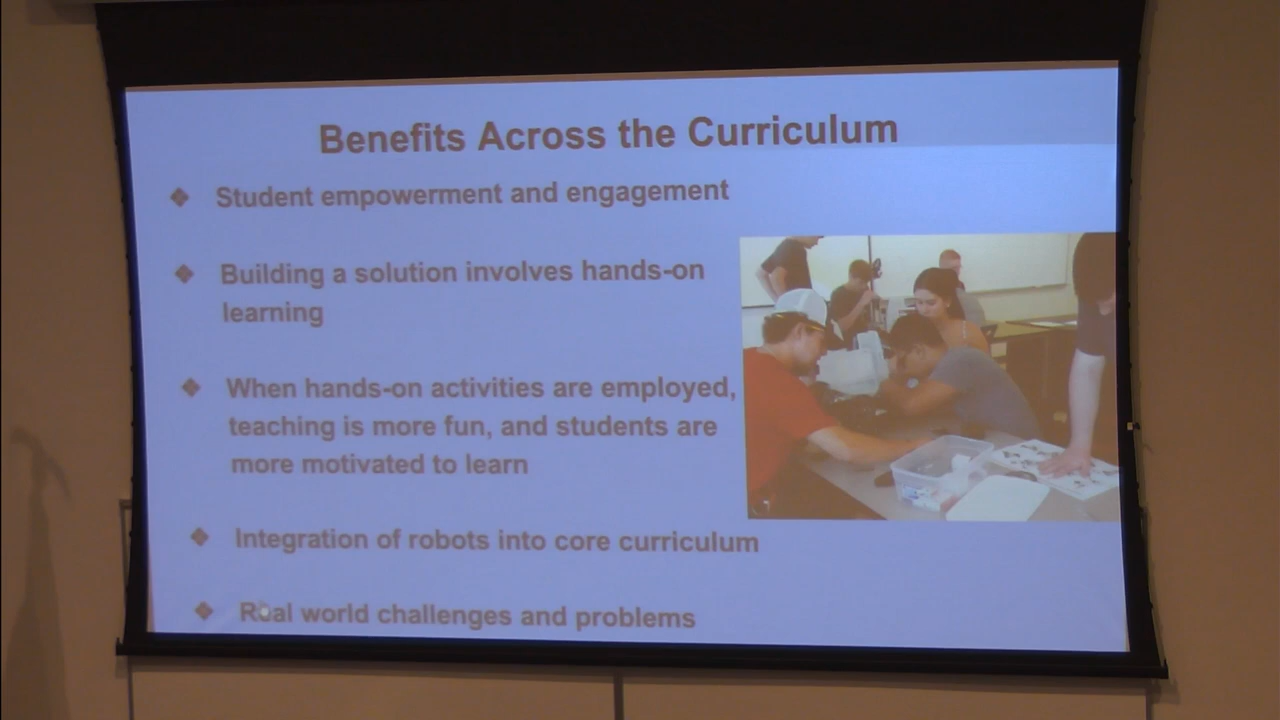 Benefits Across the Curriculum
❖ Student empowerment and engagement
❖ Building a solution involves hands-on
learning
❖ When hands-on activities are employed,
teaching is more fun, and students are
more motivated to learn
❖ Integration of robots into core curriculum
❖ Real world challenges and problems